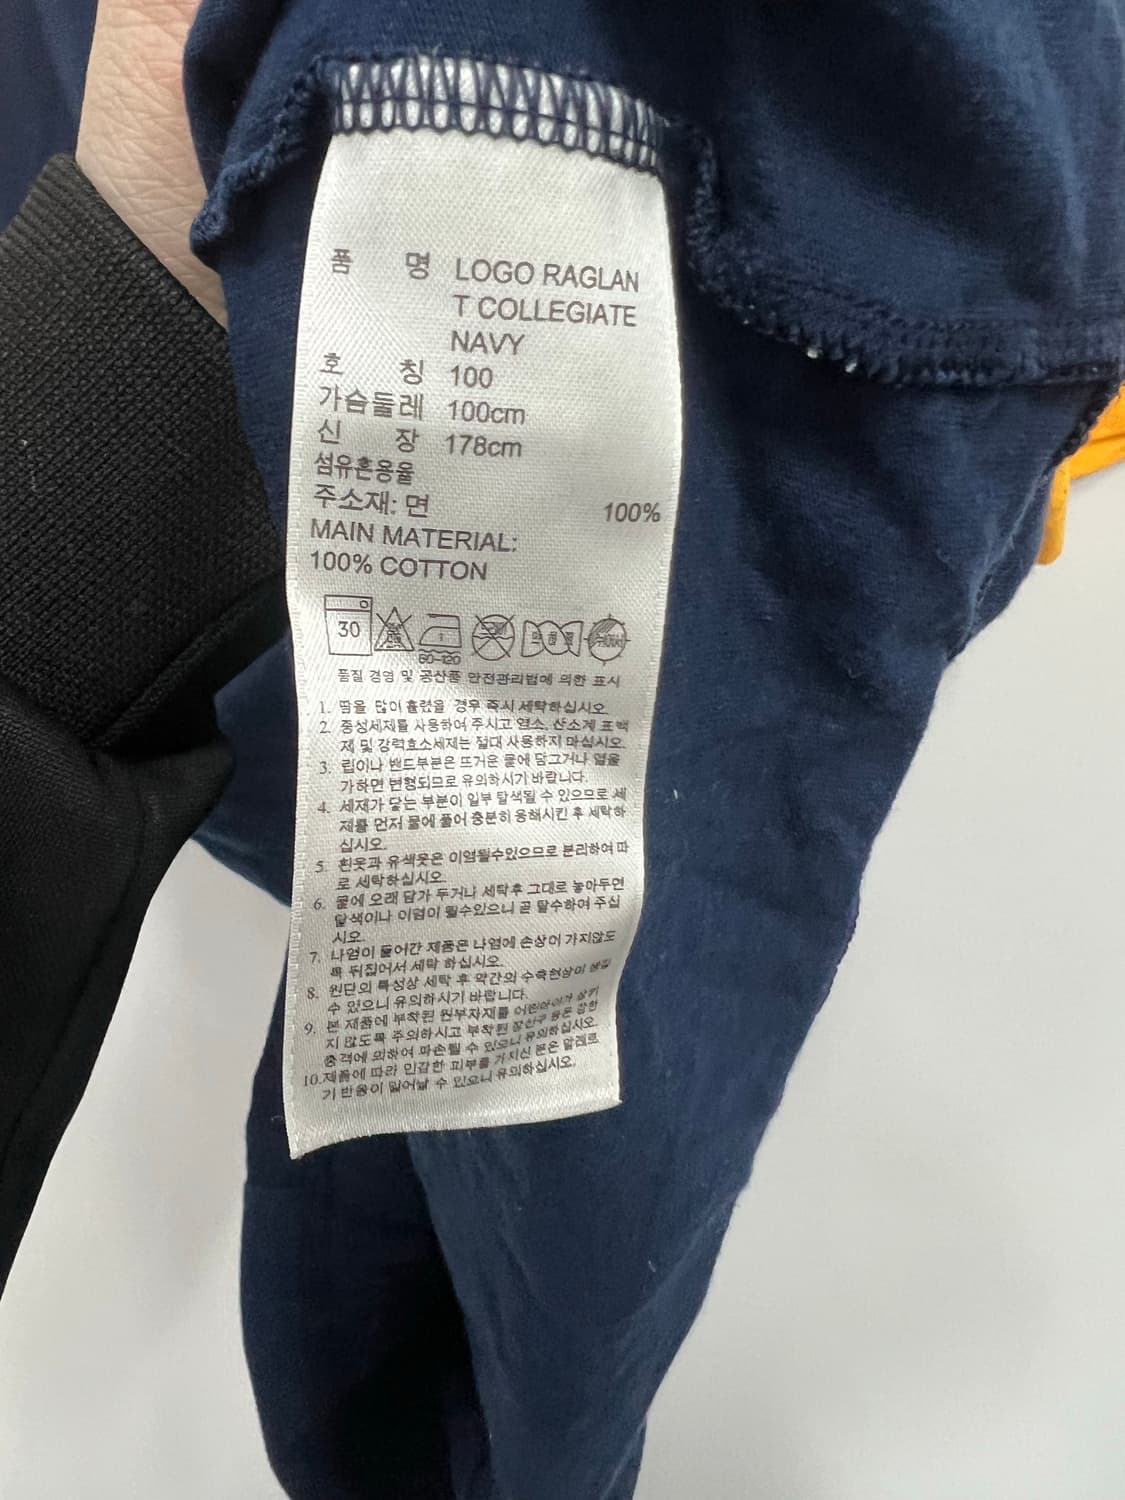 품 명 LOGO RAGLAN
T COLLEGIATE
NAVY
호 칭 100
가슴둘레 100cm
신 장 178cm
섬유혼용율
주소재: 면 100%
MAIN MATERIAL:
100% COTTON
30
60-120
품질 경영 및 공산품 안전관리법에 의한 표시
1. 땀을 많이 흘렸을 경우 즉시 세탁하십시오.
2. 중성세제를 사용하여 주시고 염소, 산소계 표백
제 및 강력효소세제는 절대 사용하지 마십시오.
3. 립이나 밴드부분은 뜨거운 물에 담그거나 열을
가하면 변형되므로 유의하시기 바랍니다.
4. 세제가 닿는 부분이 일부 탈색될 수 있으므로 세
제를 먼저 물에 풀어 충분히 용해시킨 후 세탁하
십시오.
5. 흰옷과 유색옷은 이염될수있으므로 분리하여 따
로 세탁하십시오.
6. 물에 오래 담가 두거나 세탁후 그대로 놓아두면
탈색이나 이염이 될수있으니 곧 탈수하여 주십
시오.
7. 나염이 들어간 제품은 나염에 손상이 가지않도
록 뒤집어서 세탁 하십시오.
8. 원단의 특성상 세탁 후 약간의 수축현상이 생길
수 있으니 유의하시기 바랍니다.
9. 본 제품에 부착된 원부자재를 어린아이가 삼키
지 않도록 주의하시고 부착된 장신구 등은 강한
충격에 의하여 파손될 수 있으니 유의하십시오.
10.제품에 따라 민감한 피부를 가지신 분은 알레르
기 반응이 일어날 수 있으니 유의하십시오.